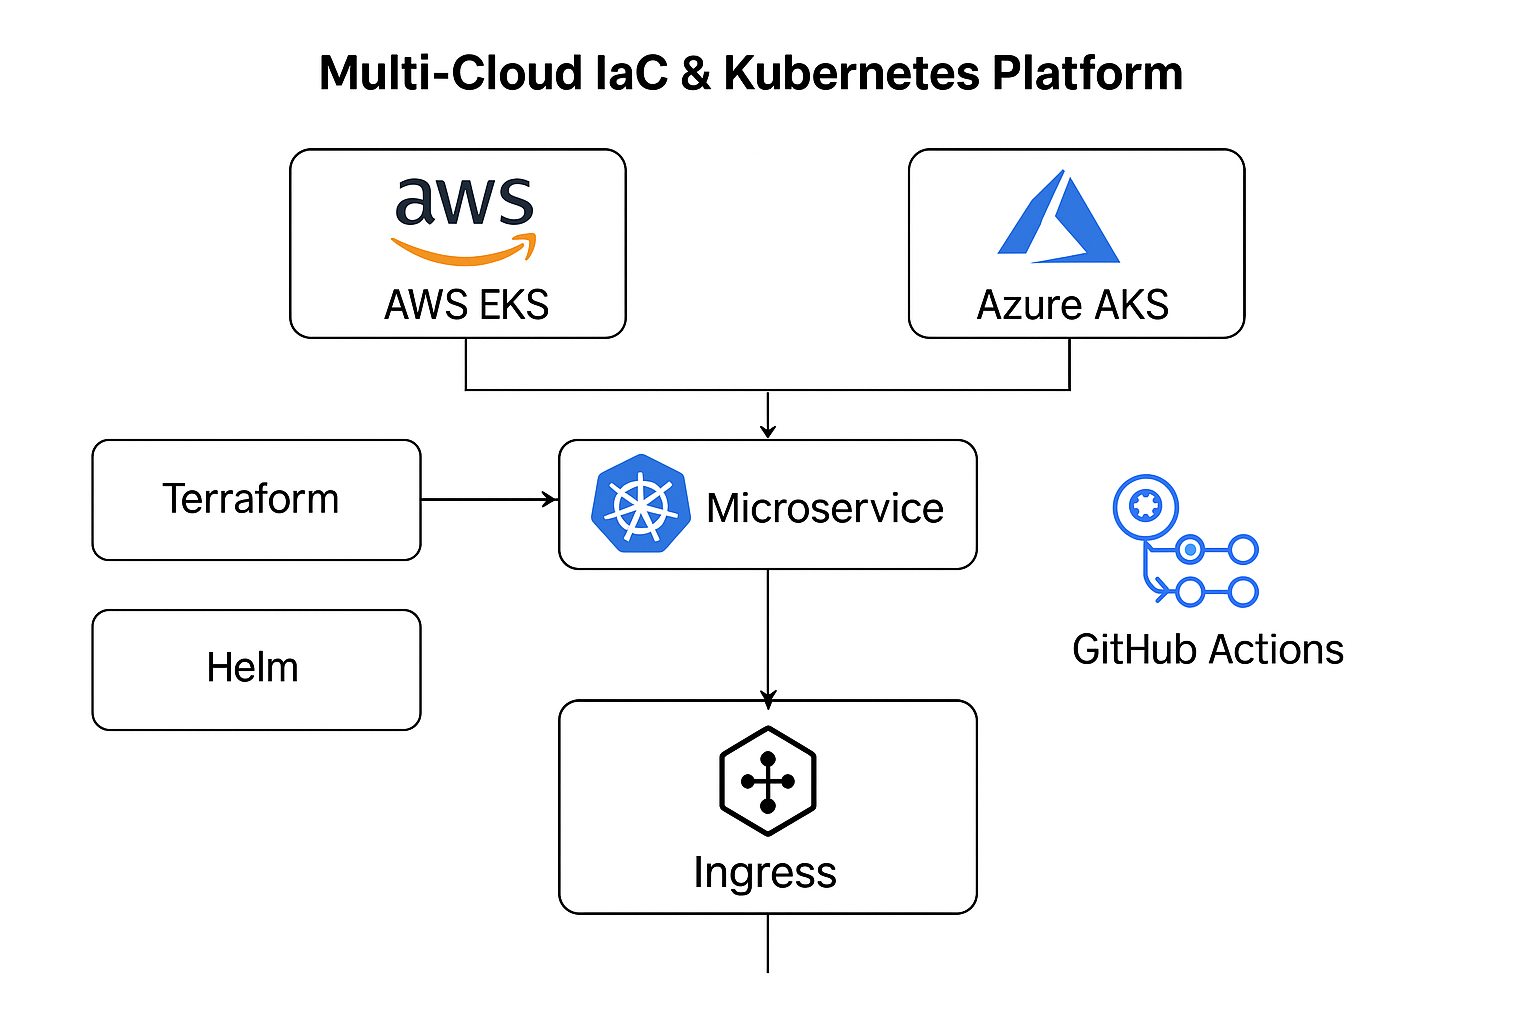 Multi-Cloud IaC & Kubernetes Platform
aws
AWS EKS
Azure AKS
Terraform
Microservice
Helm
GitHub Actions
Ingress